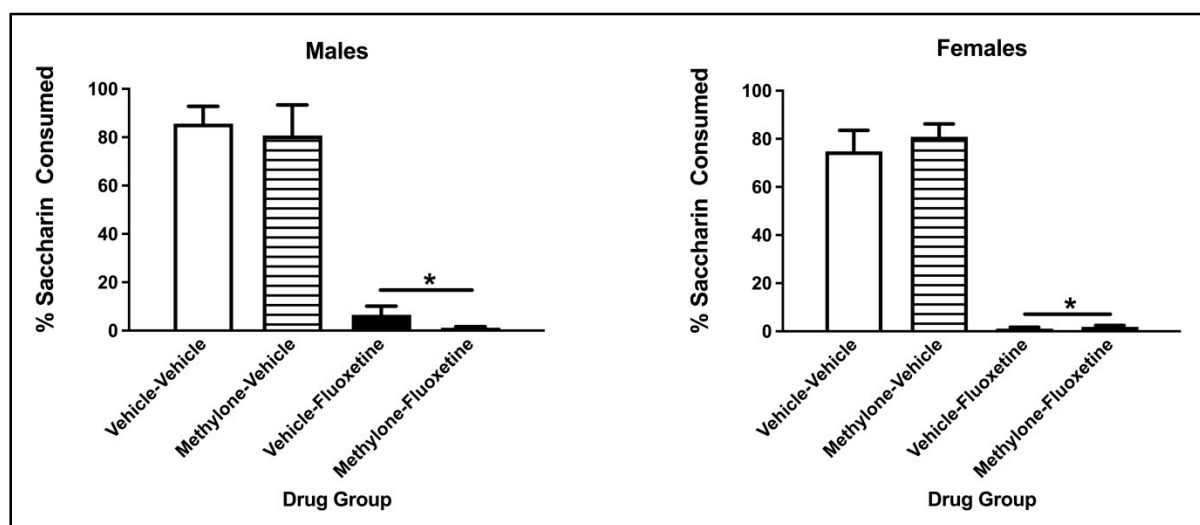 Males
% Saccharin Consumed
100
80
60
40
20
0
*
Vehicle-Vehicle
Methylone-Vehicle
Vehicle-Fluoxetine
Methylone-Fluoxetine
Drug Group
Females
% Saccharin Consumed
100
80
60
40
20
0
*
Vehicle-Vehicle
Methylone-Vehicle
Vehicle-Fluoxetine
Methylone-Fluoxetine
Drug Group